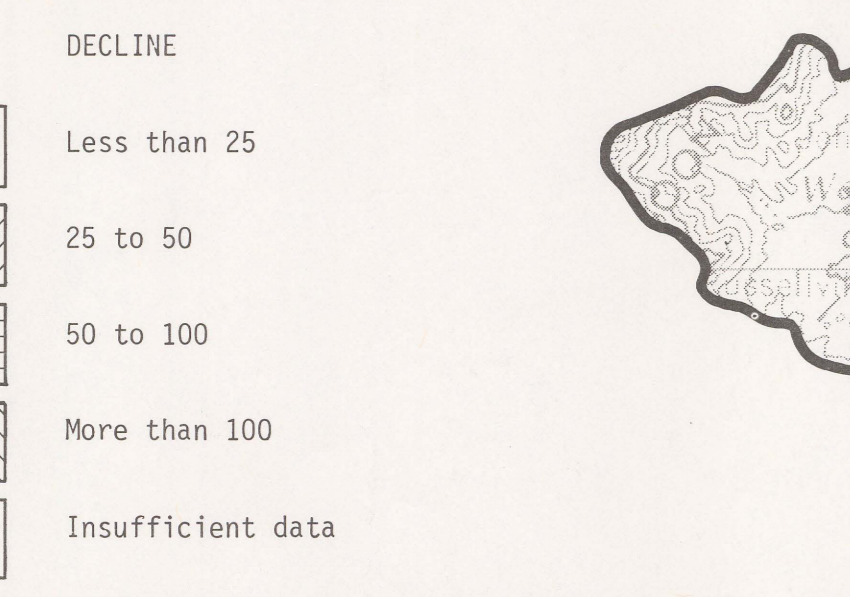 DECLINE
Less than 25
25 to 50
50 to 100
More than 100
Insufficient data